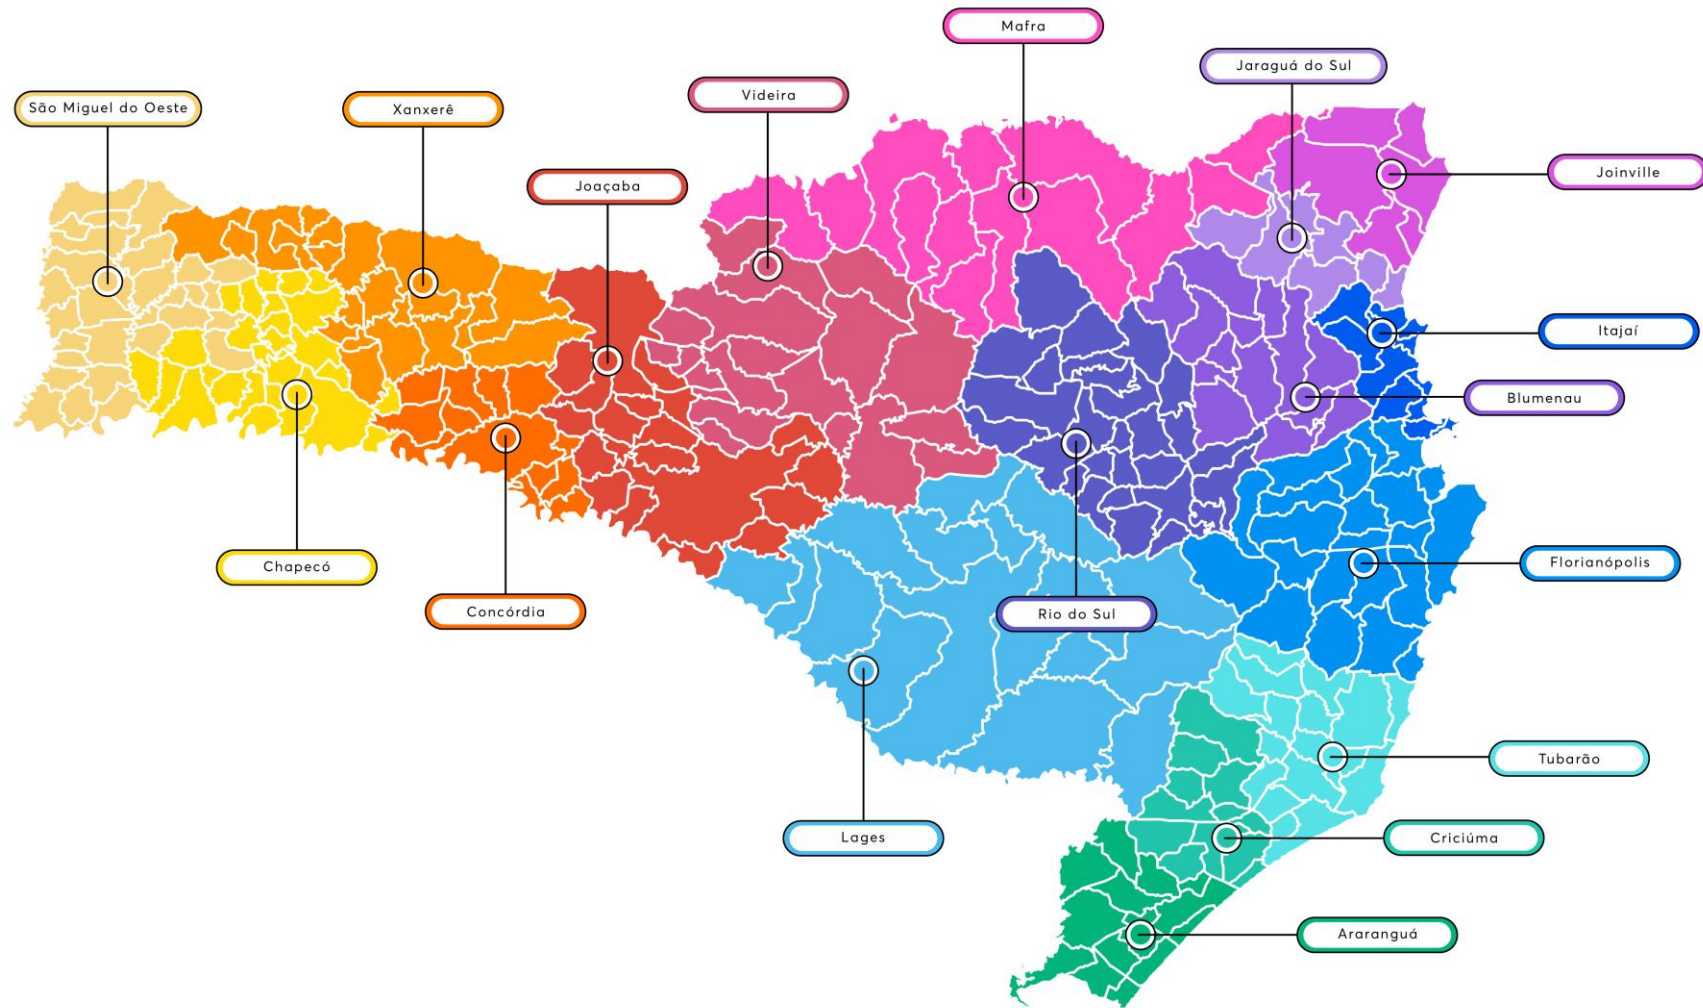 Mafra
Jaraguá do Sul
São Miguel do Oeste
Xanxerê
Videira
Joaçaba
Joinville
Itajaí
Blumenau
Chapecó
Florianópolis
Concórdia
Rio do Sul
Tubarão
Lages
Criciúma
Araranguá